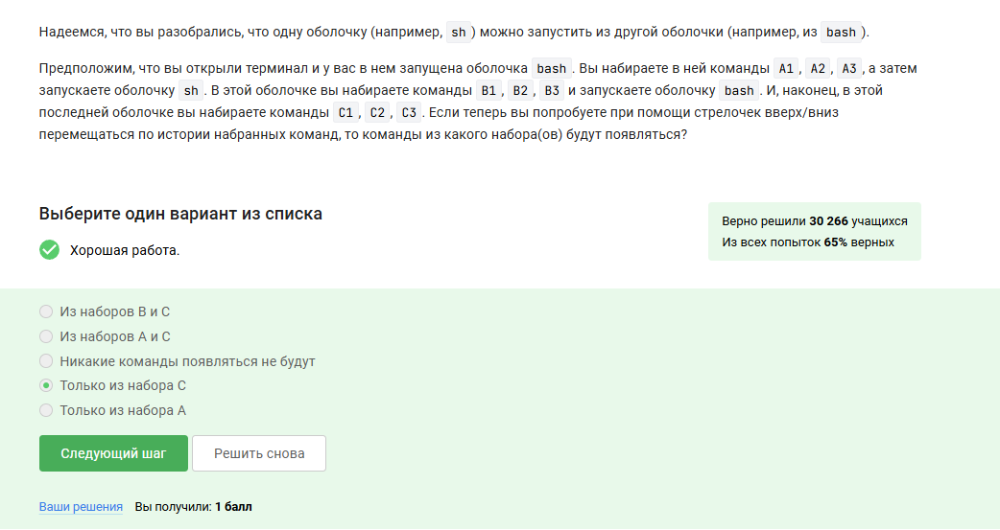 Надеемся, что вы разобрались, что одну оболочку (например, sh) можно запустить из другой оболочки (например, из bash).
Предположим, что вы открыли терминал и у вас в нем запущена оболочка bash. Вы набираете в ней команды A1, A2, A3, а затем
запускаете оболочку sh. В этой оболочке вы набираете команды B1, B2, B3 и запускаете оболочку bash. И, наконец, в этой
последней оболочке вы набираете команды C1, C2, C3. Если теперь вы попробуете при помощи стрелочек вверх/вниз
перемещаться по истории набранных команд, то команды из какого набора(ов) будут появляться?
Выберите один вариант из списка
Верно решили 30 266 учащихся
Из всех попыток 65% верных
Хорошая работа.
Из наборов B и C
Из наборов A и C
Никакие команды появляться не будут
Только из набора C
Только из набора A
Следующий шаг
Решить снова
Ваши решения Вы получили: 1 балл